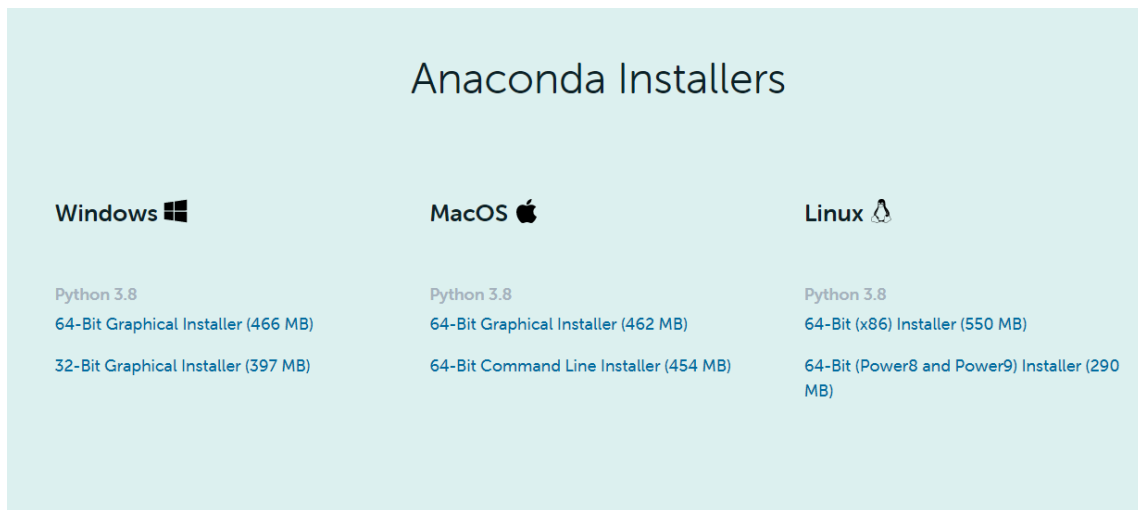 Anaconda Installers
Windows
MacOS
Linux
Python 3.8
64-Bit Graphical Installer (466 MB)
32-Bit Graphical Installer (397 MB)
Python 3.8
64-Bit Graphical Installer (462 MB)
64-Bit Command Line Installer (454 MB)
Python 3.8
64-Bit (x86) Installer (550 MB)
64-Bit (Power8 and Power9) Installer (290
MB)